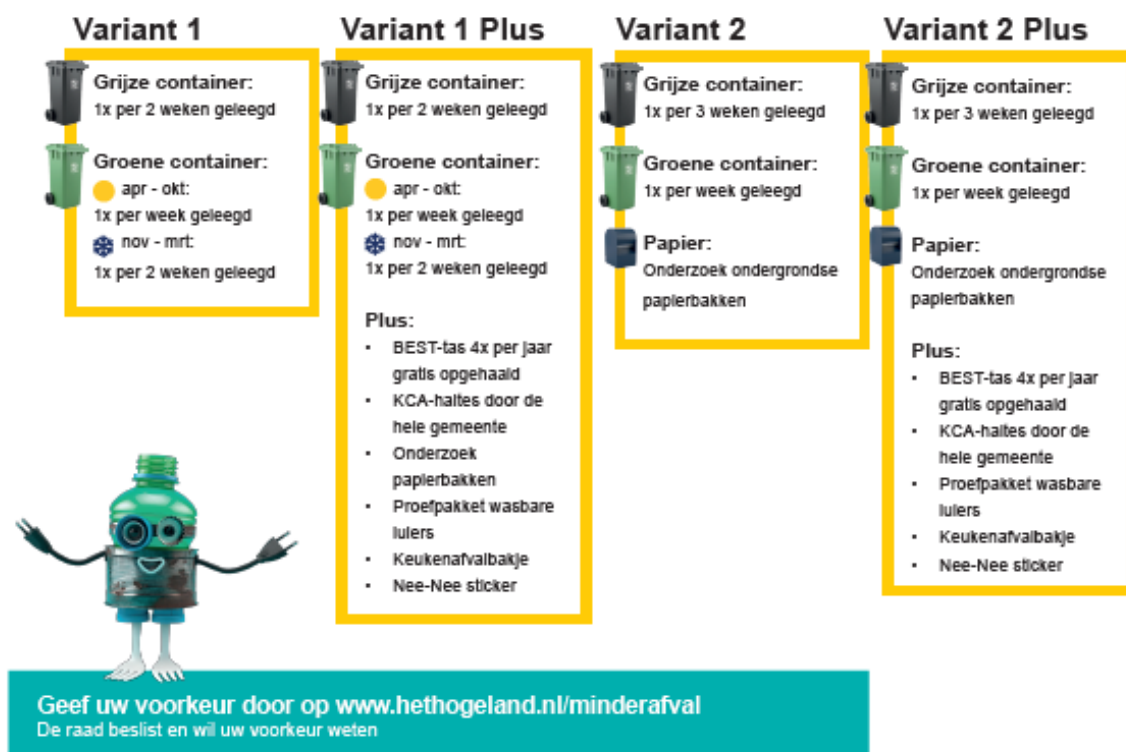 Variant 1
Grijze container:
1x per 2 weken geleegd
Groene container:
apr - okt:
1x per week geleegd
nov - mrt:
1x per 2 weken geleegd
Variant 1 Plus
Grijze container:
1x per 2 weken geleegd
Groene container:
apr - okt:
1x per week geleegd
nov - mrt:
1x per 2 weken geleegd
Plus:
• BEST-tas 4x per jaar
gratis opgehaald
• KCA-haltes door de
hele gemeente
• Onderzoek
papierbakken
• Proefpakket wasbare
luiers
• Keukenafvalbakje
• Nee-Nee sticker
Variant 2
Grijze container:
1x per 3 weken geleegd
Groene container:
1x per week geleegd
Papier:
Onderzoek ondergrondse
papierbakken
Variant 2 Plus
Grijze container:
1x per 3 weken geleegd
Groene container:
1x per week geleegd
Papier:
Onderzoek ondergrondse
papierbakken
Plus:
• BEST-tas 4x per jaar
gratis opgehaald
• KCA-haltes door de
hele gemeente
• Proefpakket wasbare
luiers
• Keukenafvalbakje
• Nee-Nee sticker
Geef uw voorkeur door op www.hethogeland.nl/minderafval
De raad beslist en wil uw voorkeur weten